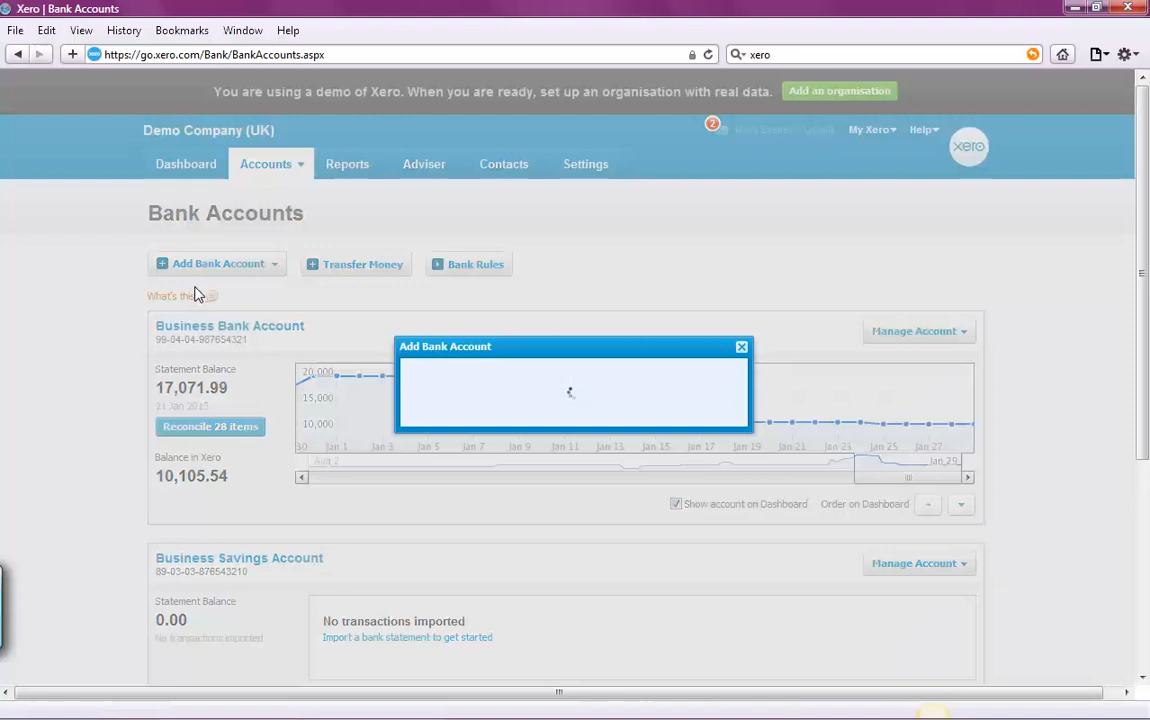 Xero | Bank Accounts
File Edit View History Bookmarks Window Help
https://go.xero.com/Bank/BankAccounts.aspx
xero
You are using a demo of Xero. When you are ready, set up an organisation with real data. Add an organisation
Demo Company (UK)
2
My Xero Help
xero
Dashboard Accounts Reports Adviser Contacts Settings
Bank Accounts
Add Bank Account Transfer Money Bank Rules
What's this
Business Bank Account
99-04-04-987654321
Manage Account
Add Bank Account
Statement Balance
17,071.99
Reconcile 28 items
Balance in Xero
10,105.54
20,000
15,000
10,000
30 Jan 1 Jan 3 Jan 5 Jan 7 Jan 9 Jan 11 Jan 13 Jan 15 Jan 17 Jan 19 Jan 21 Jan 23 Jan 25 Jan 27
Aug 2 Jan 29
Show account on Dashboard Order on Dashboard
Business Savings Account
89-03-03-876543210
Manage Account
Statement Balance
0.00
No transactions imported
No transactions imported
Import a bank statement to get started